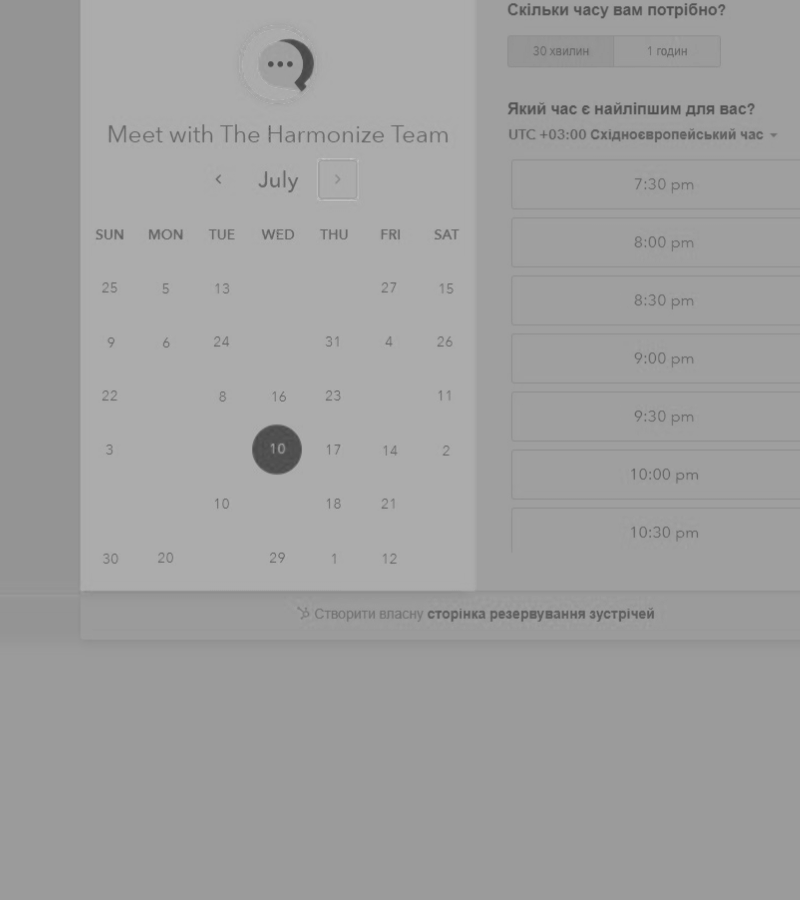 Meet with The Harmonize Team
July
SUN MON TUE WED THU FRI SAT
25 5 13 27 15
9 6 24 31 4 26
22 8 16 23 11
3 10 17 14 2
10 18 21
30 20 29 1 12
Скільки часу вам потрібно?
30 хвилин 1 годин
Який час є найліпшим для вас?
UTC +03:00 Східноєвропейський час
7:30 pm
8:00 pm
8:30 pm
9:00 pm
9:30 pm
10:00 pm
10:30 pm
Створити власну сторінка резервування зустрічей